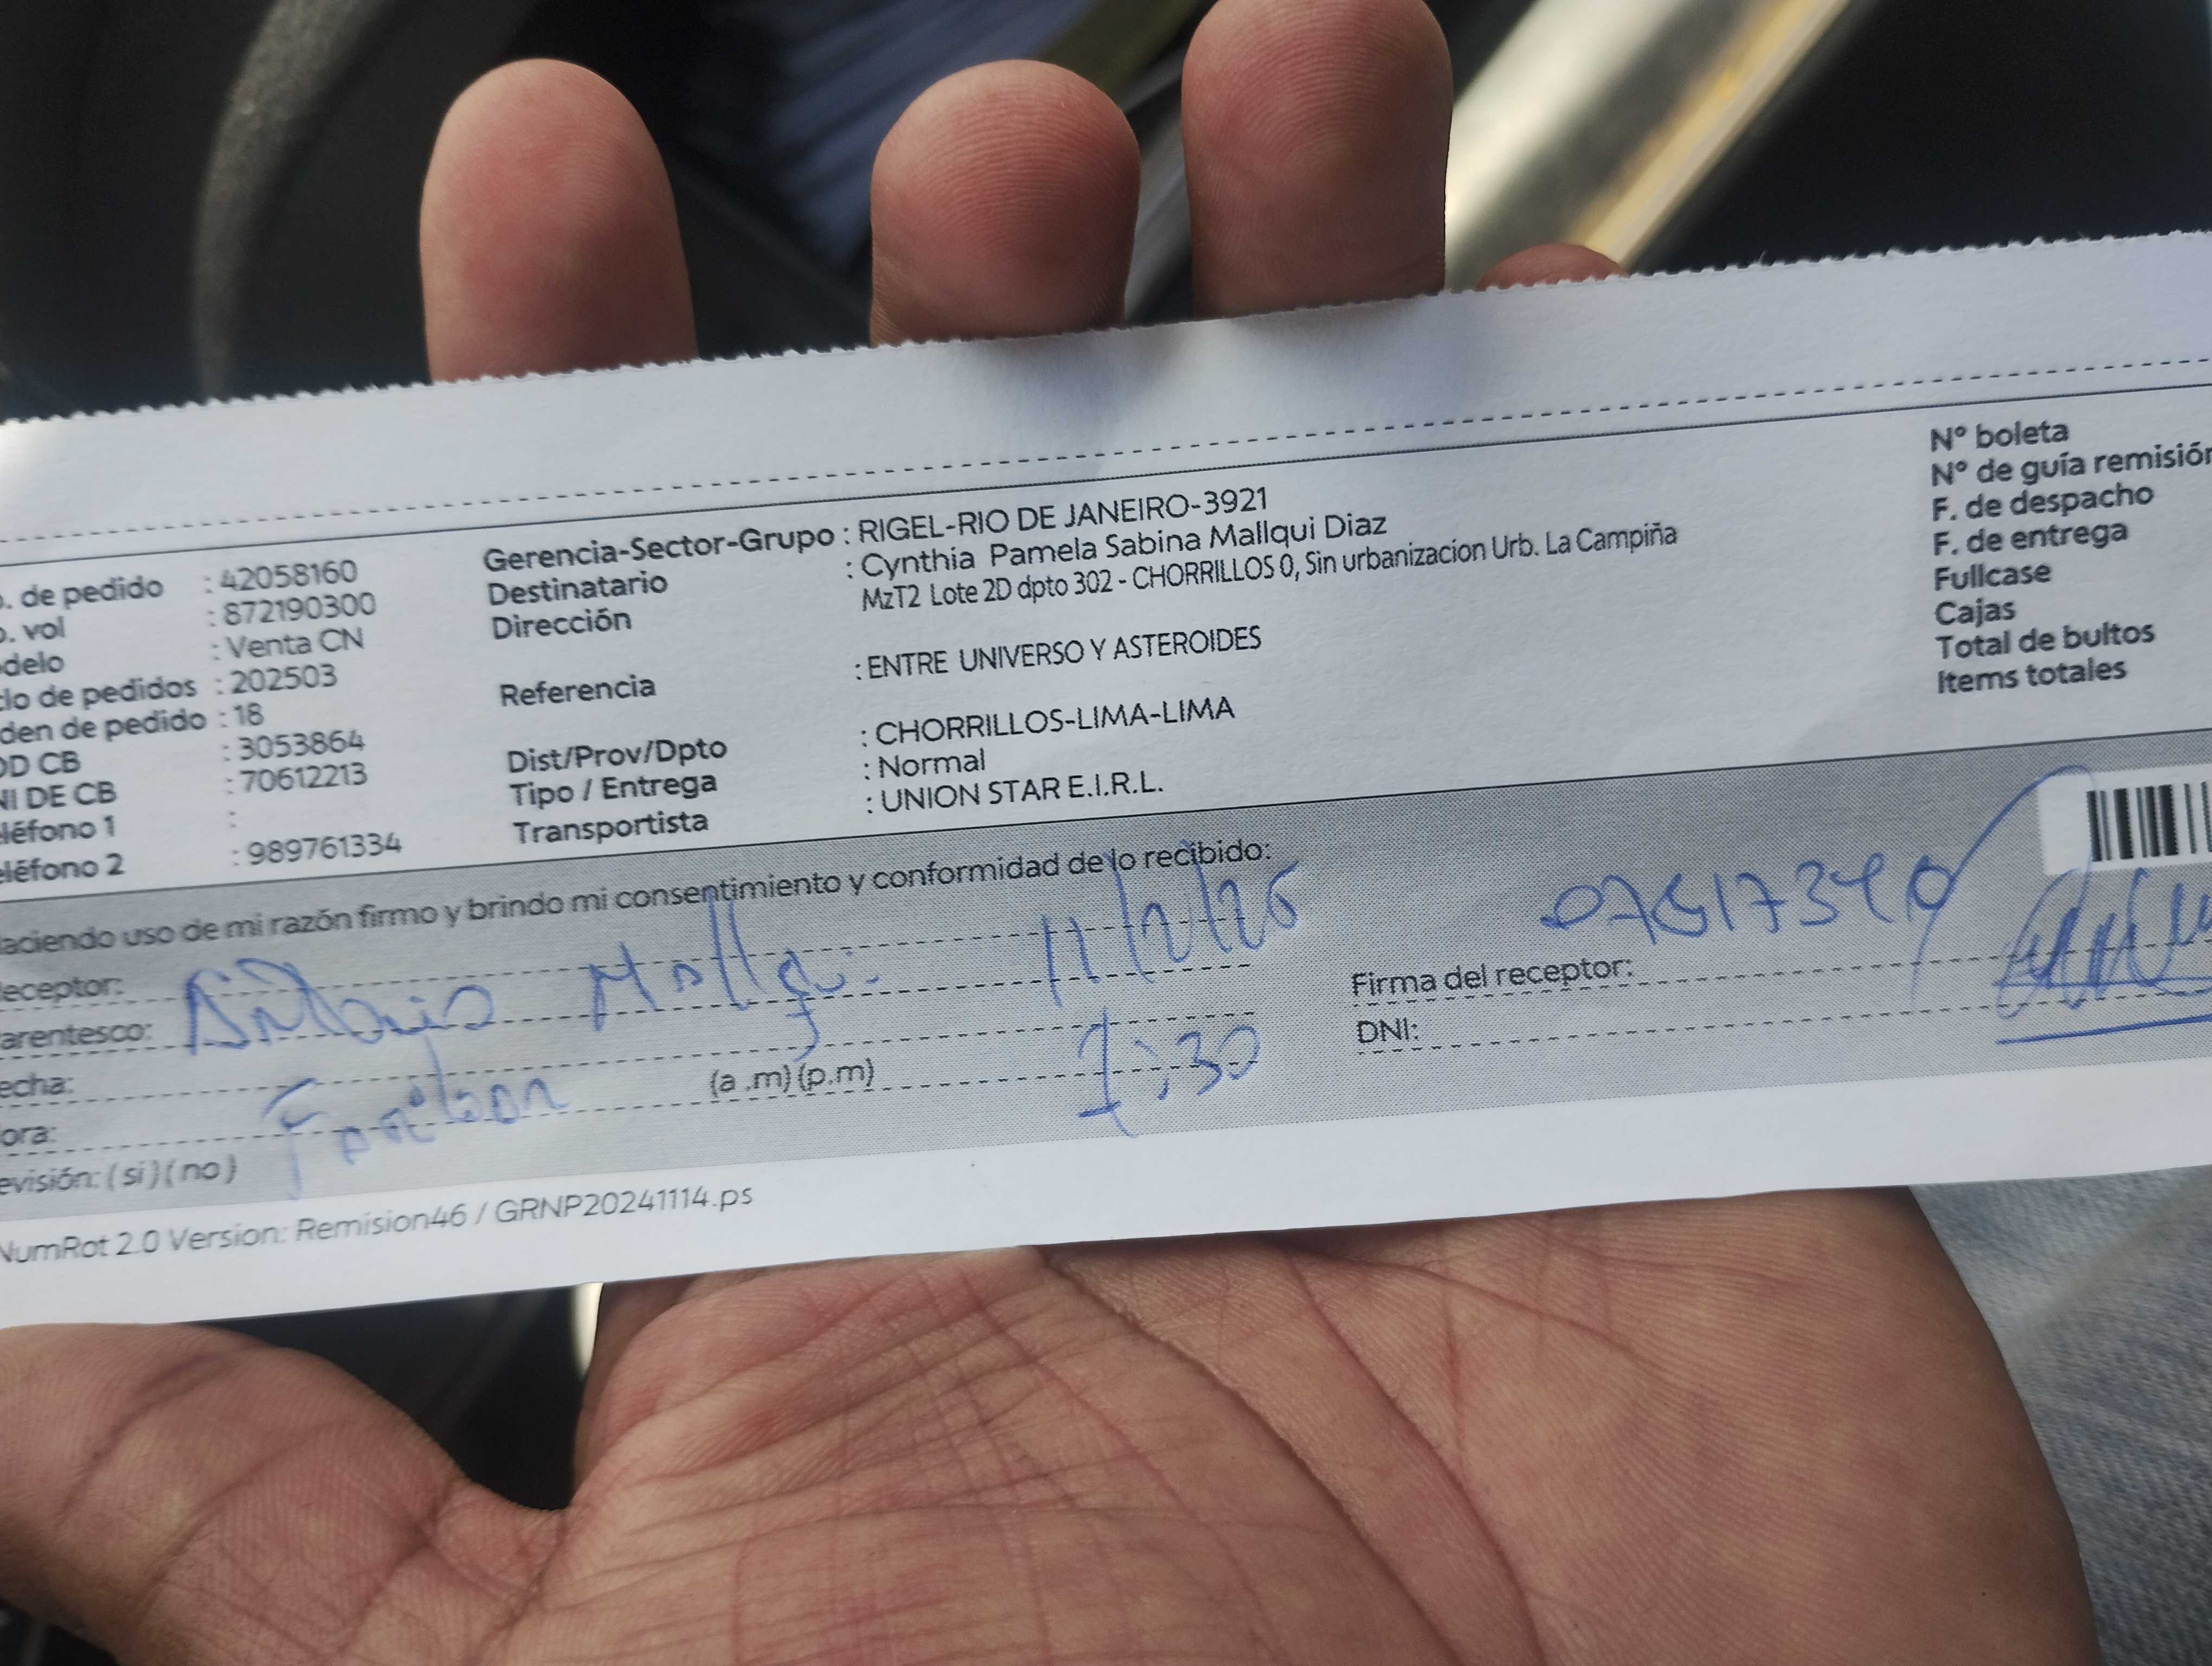 . de pedido : 42058160
. vol : 872190300
delo : Venta CN
lo de pedidos : 202503
den de pedido : 18
D CB : 3053864
NI DE CB : 70612213
léfono 1 :
léfono 2 : 989761334
Gerencia-Sector-Grupo : RIGEL-RIO DE JANEIRO-3921
Destinatario : Cynthia Pamela Sabina Mallqui Diaz
Dirección MzT2 Lote 2D dpto 302 - CHORRILLOS 0, Sin urbanizacion Urb. La Campiña
Referencia : ENTRE UNIVERSO Y ASTEROIDES
Dist/Prov/Dpto : CHORRILLOS-LIMA-LIMA
Tipo / Entrega : Normal
Transportista : UNION STAR E.I.R.L.
N° boleta
N° de guía remisión
F. de despacho
F. de entrega
Fullcase
Cajas
Total de bultos
Items totales
Haciendo uso de mi razón firmo y brindo mi consentimiento y conformidad de lo recibido:
eceptor:
arentesco:
echa:
ora: (a .m) (p.m)
7:30
evisión: ( si ) ( no )
Firma del receptor:
DNI:
NumRot 2.0 Version: Remision46 / GRNP20241114.ps